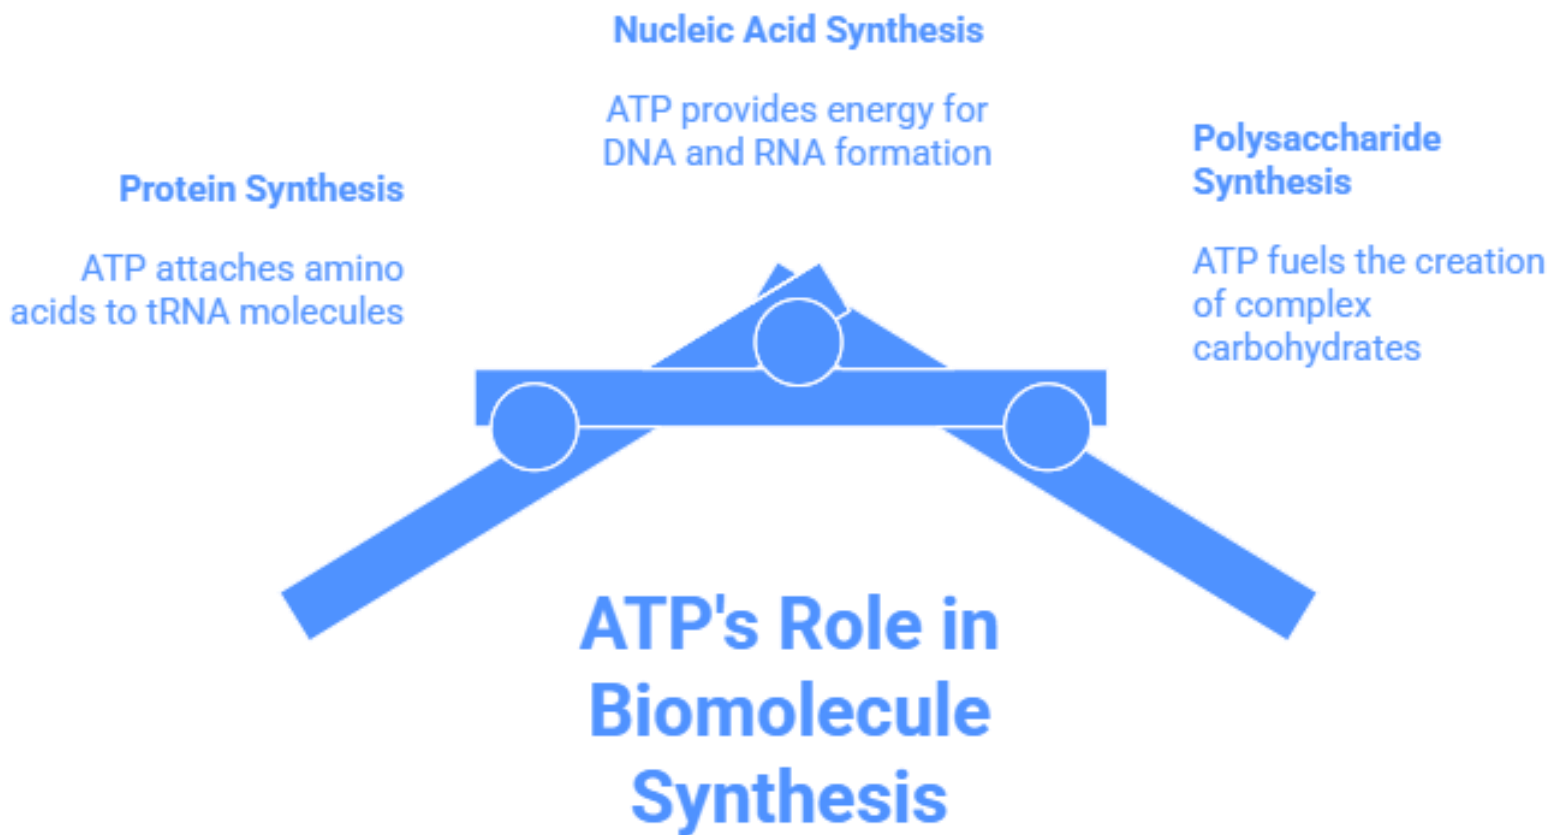 Nucleic Acid Synthesis
ATP provides energy for
DNA and RNA formation
Protein Synthesis
ATP attaches amino
acids to tRNA molecules
Polysaccharide
Synthesis
ATP fuels the creation
of complex
carbohydrates
ATP's Role in
Biomolecule
Synthesis